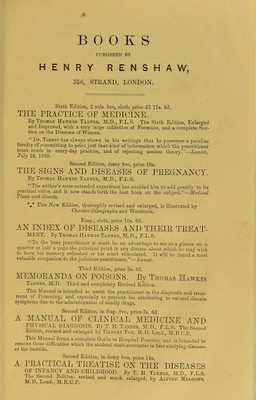 BOOKS
PUBLISHED BY
HENRY RENSHAW,
356, STRAND, LONDON.
Sixth Edition, 2 vols. 8vo, cloth, price £1 11s. 6d.
THE PRACTICE OF MEDICINE.
By THOMAS HAWKES TANNER, M.D., F.L.S. The Sixth Edition, Enlarged
and Improved, with a very large collection of Formulæ, and a complete Sec-
tion on the Diseases of Women.
"Dr. TANNER has always shown in his writings that he possesses a peculiar
faculty of committing to print just that kind of information which the practitioner
most needs in every-day practice, and of rejecting useless theory."—Lancet,
July 24, 1869.
Second Edition, demy 8vo, price 18s.
THE SIGNS AND DISEASES OF PREGNANCY.
By THOMAS HAWKES TANNER, M.D., F.L.S.
"The author's more extended experience has enabled him to add greatly to its
practical value, and it now stands forth the best book on the subject."—Medical
Times and Gazette.
*** This New Edition, thoroughly revised and enlarged, is illustrated by
Chromo-lithographs and Woodcuts.
Fcap., cloth, price 10s. 6d.
AN INDEX OF DISEASES AND THEIR TREAT-
MENT. By THOMAS HAWKES TANNER, M.D., F.L.S.
"To the busy practitioner it must be an advantage to see at a glance on a
quarter or half a page the principal point in any disease about which he may wish
to have his memory refreshed or his mind stimulated. It will be found a most
valuable companion to the judicious practitioner."—Lancet.
Third Edition, price 3s. 6d,
MEMORANDA ON POISONS. By THOMAS HAWKES
TANNER, M.D. Third and completely Revised Edition.
This Manual is intended to assist the practitioner in the diagnosis and treat-
ment of Poisoning, and especially to prevent his attributing to natural disease
symptoms due to the administration of deadly drugs.
Second Edition, in fcap. 8vo, price 7s. 6d.
A MANUAL OF CLINICAL MEDICINE AND
PHYSICAL DIAGNOSIS. By T. H. TANNER, M.D., F.L.S. The Second
Edition, revised and enlarged by TILBURY FOX, M.D. Lond., M.R.C.P.
This Manual forms a complete Guide to Hospital Practice, and is intended to
remove those difficulties which the student must encounter in first studying diseases
at the bedside.
Second Edition, in demy 8vo, price 14s.
A PRACTICAL TREATISE ON THE DISEASES
OF INFANCY AND CHILDHOOD. By T. H. TANNER, M.D., F.L.S.
The Second Edition, revised and much enlarged, by ALFRED MEADOWS,
M.D. Lond., M.R.C.P.